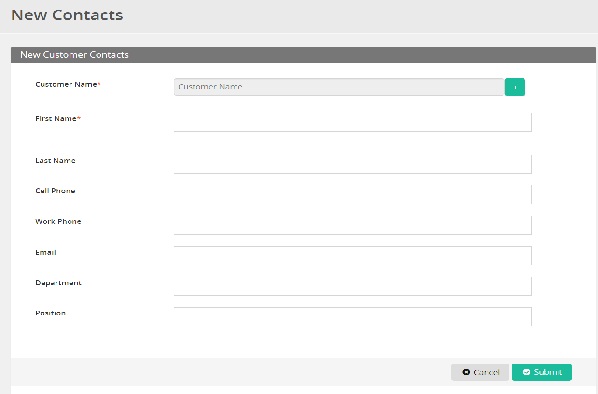 New Contacts
New Customer Contacts
Customer Name* Customer Name +
First Name*
Last Name
Cell Phone
Work Phone
Email
Department
Position
Cancel Submit